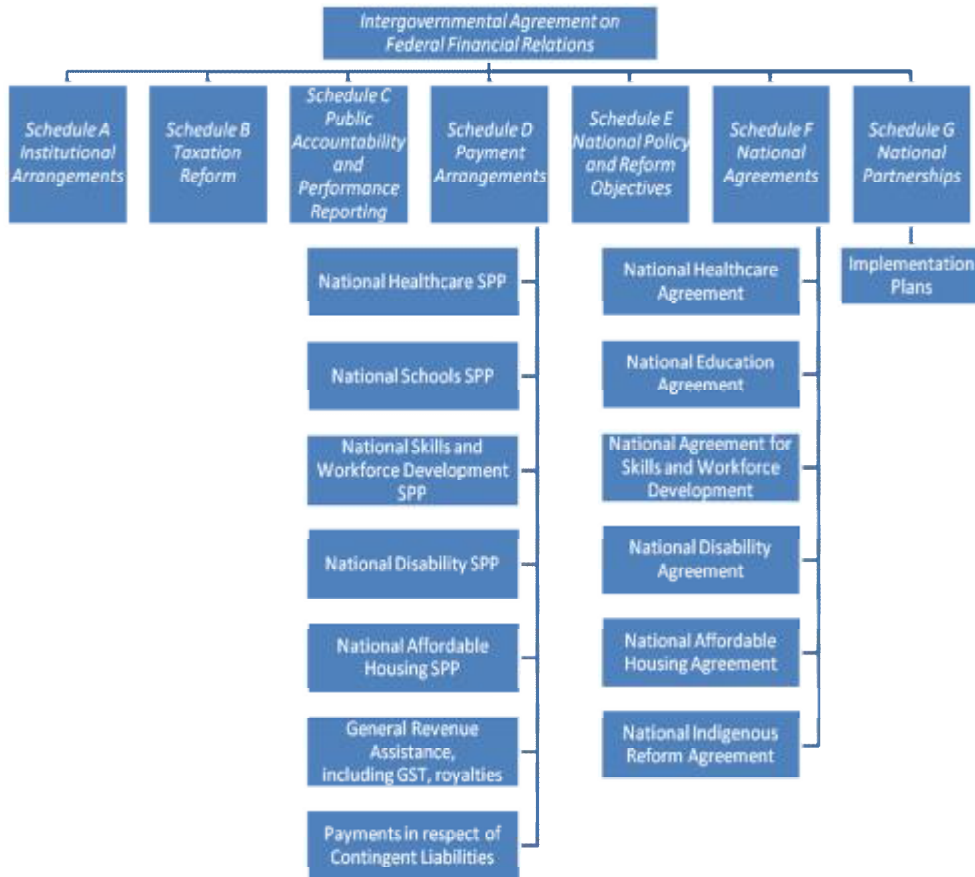 Intergovernmental Agreement on
Federal Financial Relations
Schedule A
Institutional
Arrangements
Schedule B
Taxation
Reform
Schedule C
Public
Accountability
and
Performance
Reporting
Schedule D
Payment
Arrangements
Schedule E
National Policy
and Reform
Objectives
Schedule F
National
Agreements
Schedule G
National
Partnerships
National Healthcare SPP
National Schools SPP
National Skills and
Workforce Development
SPP
National Disability SPP
National Affordable
Housing SPP
General Revenue
Assistance,
including GST, royalties
Payments in respect of
Contingent Liabilities
National Healthcare
Agreement
National Education
Agreement
National Agreement for
Skills and Workforce
Development
National Disability
Agreement
National Affordable
Housing Agreement
National Indigenous
Reform Agreement
Implementation
Plans